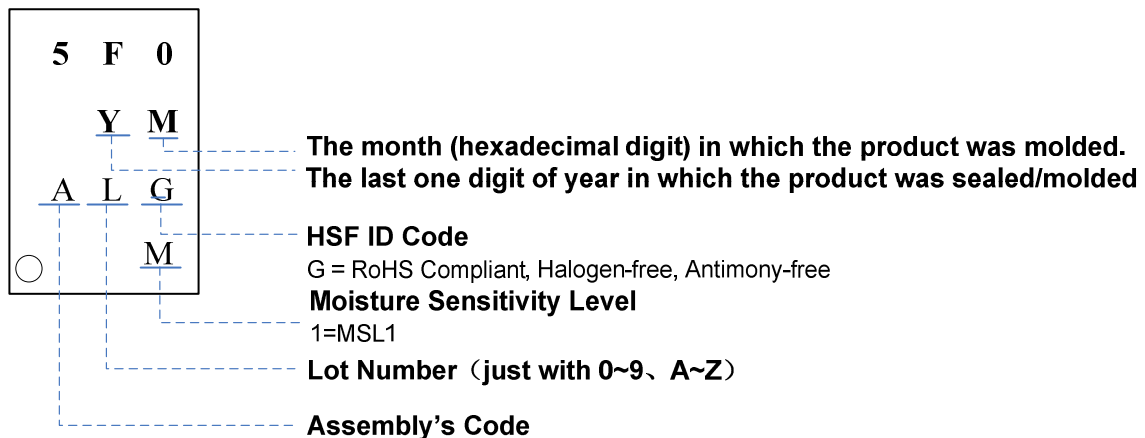 5 F 0
Y M
A L G
M
The month (hexadecimal digit) in which the product was molded.
The last one digit of year in which the product was sealed/molded
HSF ID Code
G = RoHS Compliant, Halogen-free, Antimony-free
Moisture Sensitivity Level
1=MSL1
Lot Number（just with 0~9、A~Z）
Assembly's Code